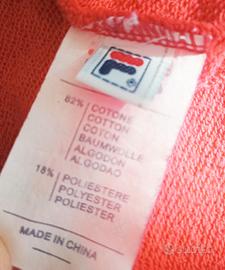 82% COTONE
COTTON
COTON
BAUMWOLLE
ALGODON
ALGODAO
18% POLIESTERE
POLYESTER
POLIESTER
MADE IN CHINA